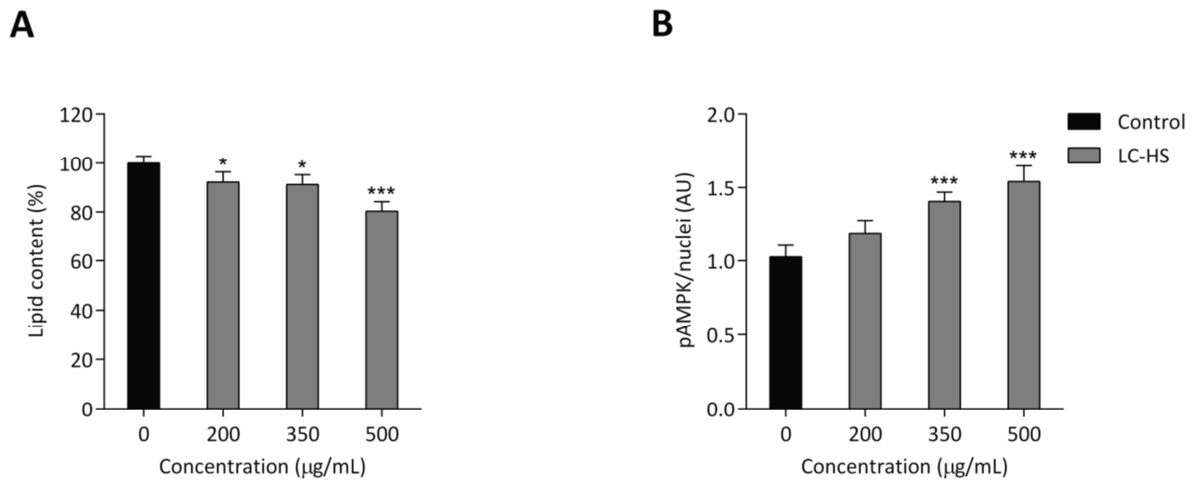 A
120
100
80
60
40
20
0
Lipid content (%)
* * ***
0 200 350 500
Concentration (μg/mL)
B
2.0
1.5
1.0
0.5
0.0
pAMPK/nuclei (AU)
*** ***
0 200 350 500
Concentration (μg/mL)
Control
LC-HS